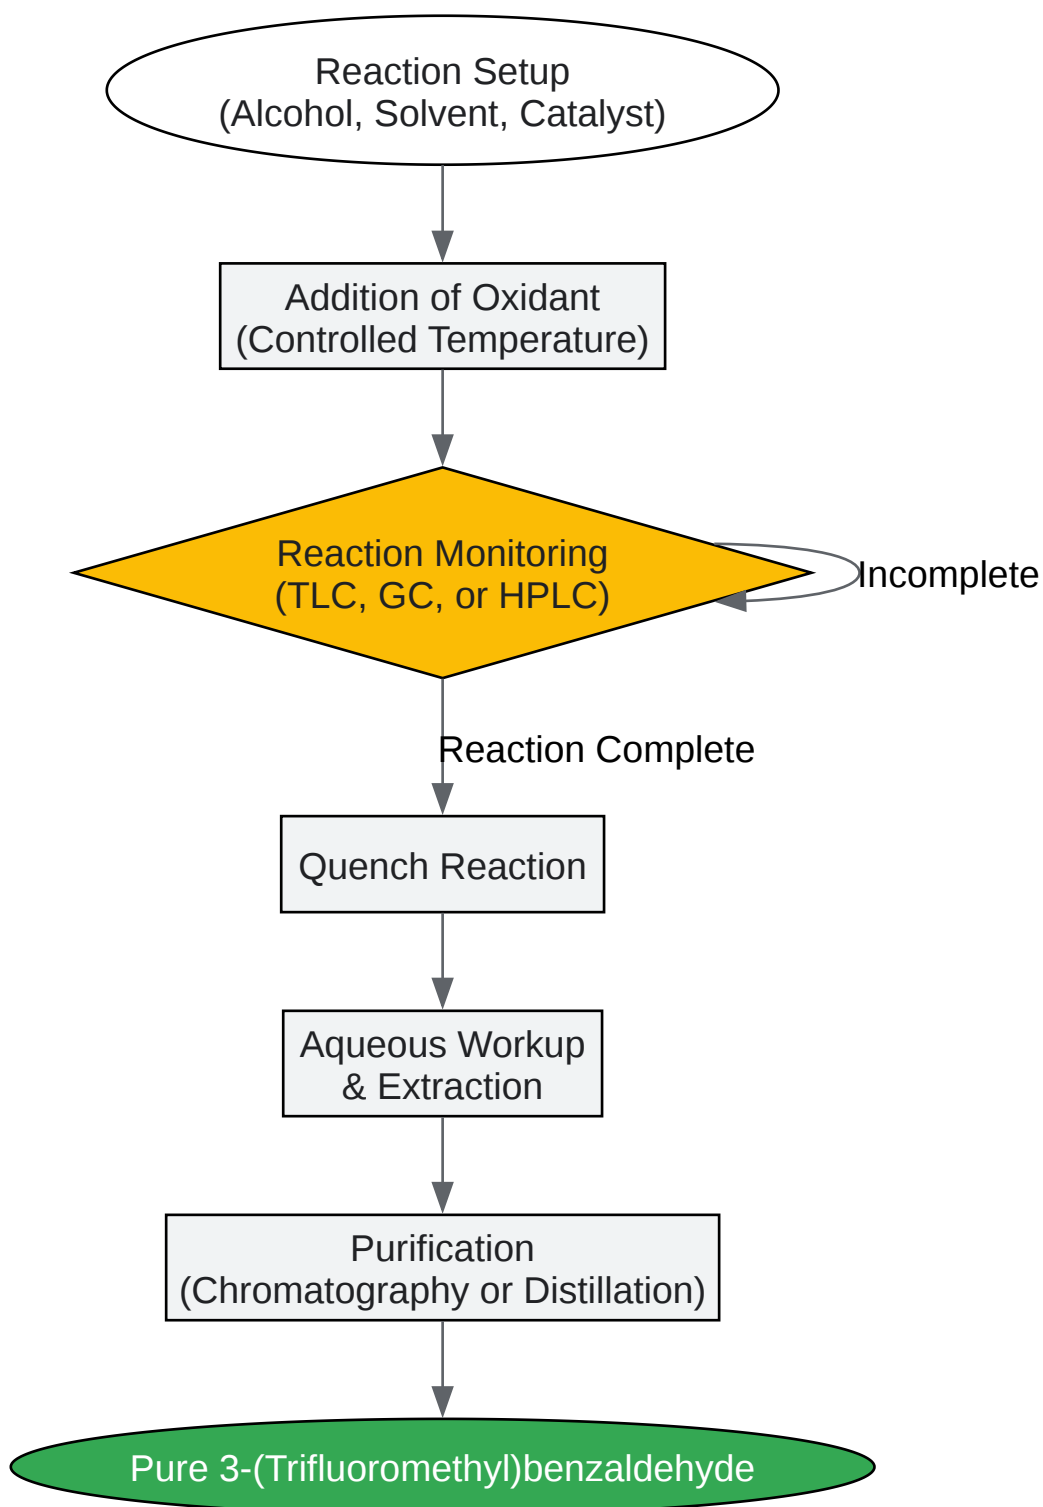 Reaction Setup
(Alcohol, Solvent, Catalyst)
Addition of Oxidant
(Controlled Temperature)
Reaction Monitoring
(TLC, GC, or HPLC)
Incomplete
Reaction Complete
Quench Reaction
Aqueous Workup
& Extraction
Purification
(Chromatography or Distillation)
Pure 3-(Trifluoromethyl)benzaldehyde